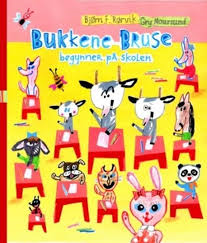 Bjørn F. Rørvik Gry Moursund
Bukkene Bruse
begynner på skolen